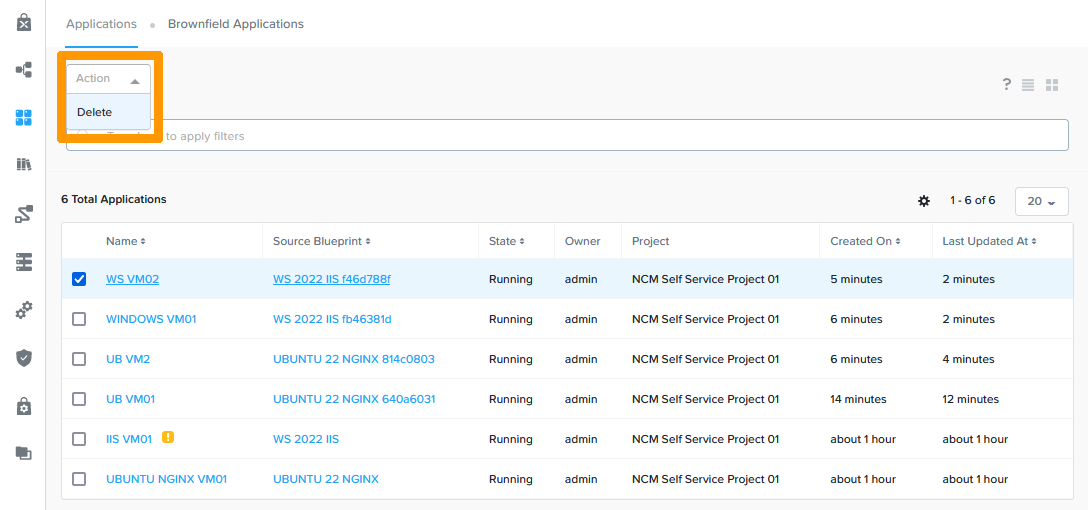 Applications Brownfield Applications
Action
?
Delete
to apply filters
6 Total Applications 1 - 6 of 6 20
Name Source Blueprint State Owner Project Created On Last Updated At
WS VM02 WS 2022 IIS f46d788f Running admin NCM Self Service Project 01 5 minutes 2 minutes
WINDOWS VM01 WS 2022 IIS fb46381d Running admin NCM Self Service Project 01 6 minutes 2 minutes
UB VM2 UBUNTU 22 NGINX 814c0803 Running admin NCM Self Service Project 01 6 minutes 4 minutes
UB VM01 UBUNTU 22 NGINX 640a6031 Running admin NCM Self Service Project 01 14 minutes 12 minutes
IIS VM01 ! WS 2022 IIS Running admin NCM Self Service Project 01 about 1 hour about 1 hour
UBUNTU NGINX VM01 UBUNTU 22 NGINX Running admin NCM Self Service Project 01 about 1 hour about 1 hour